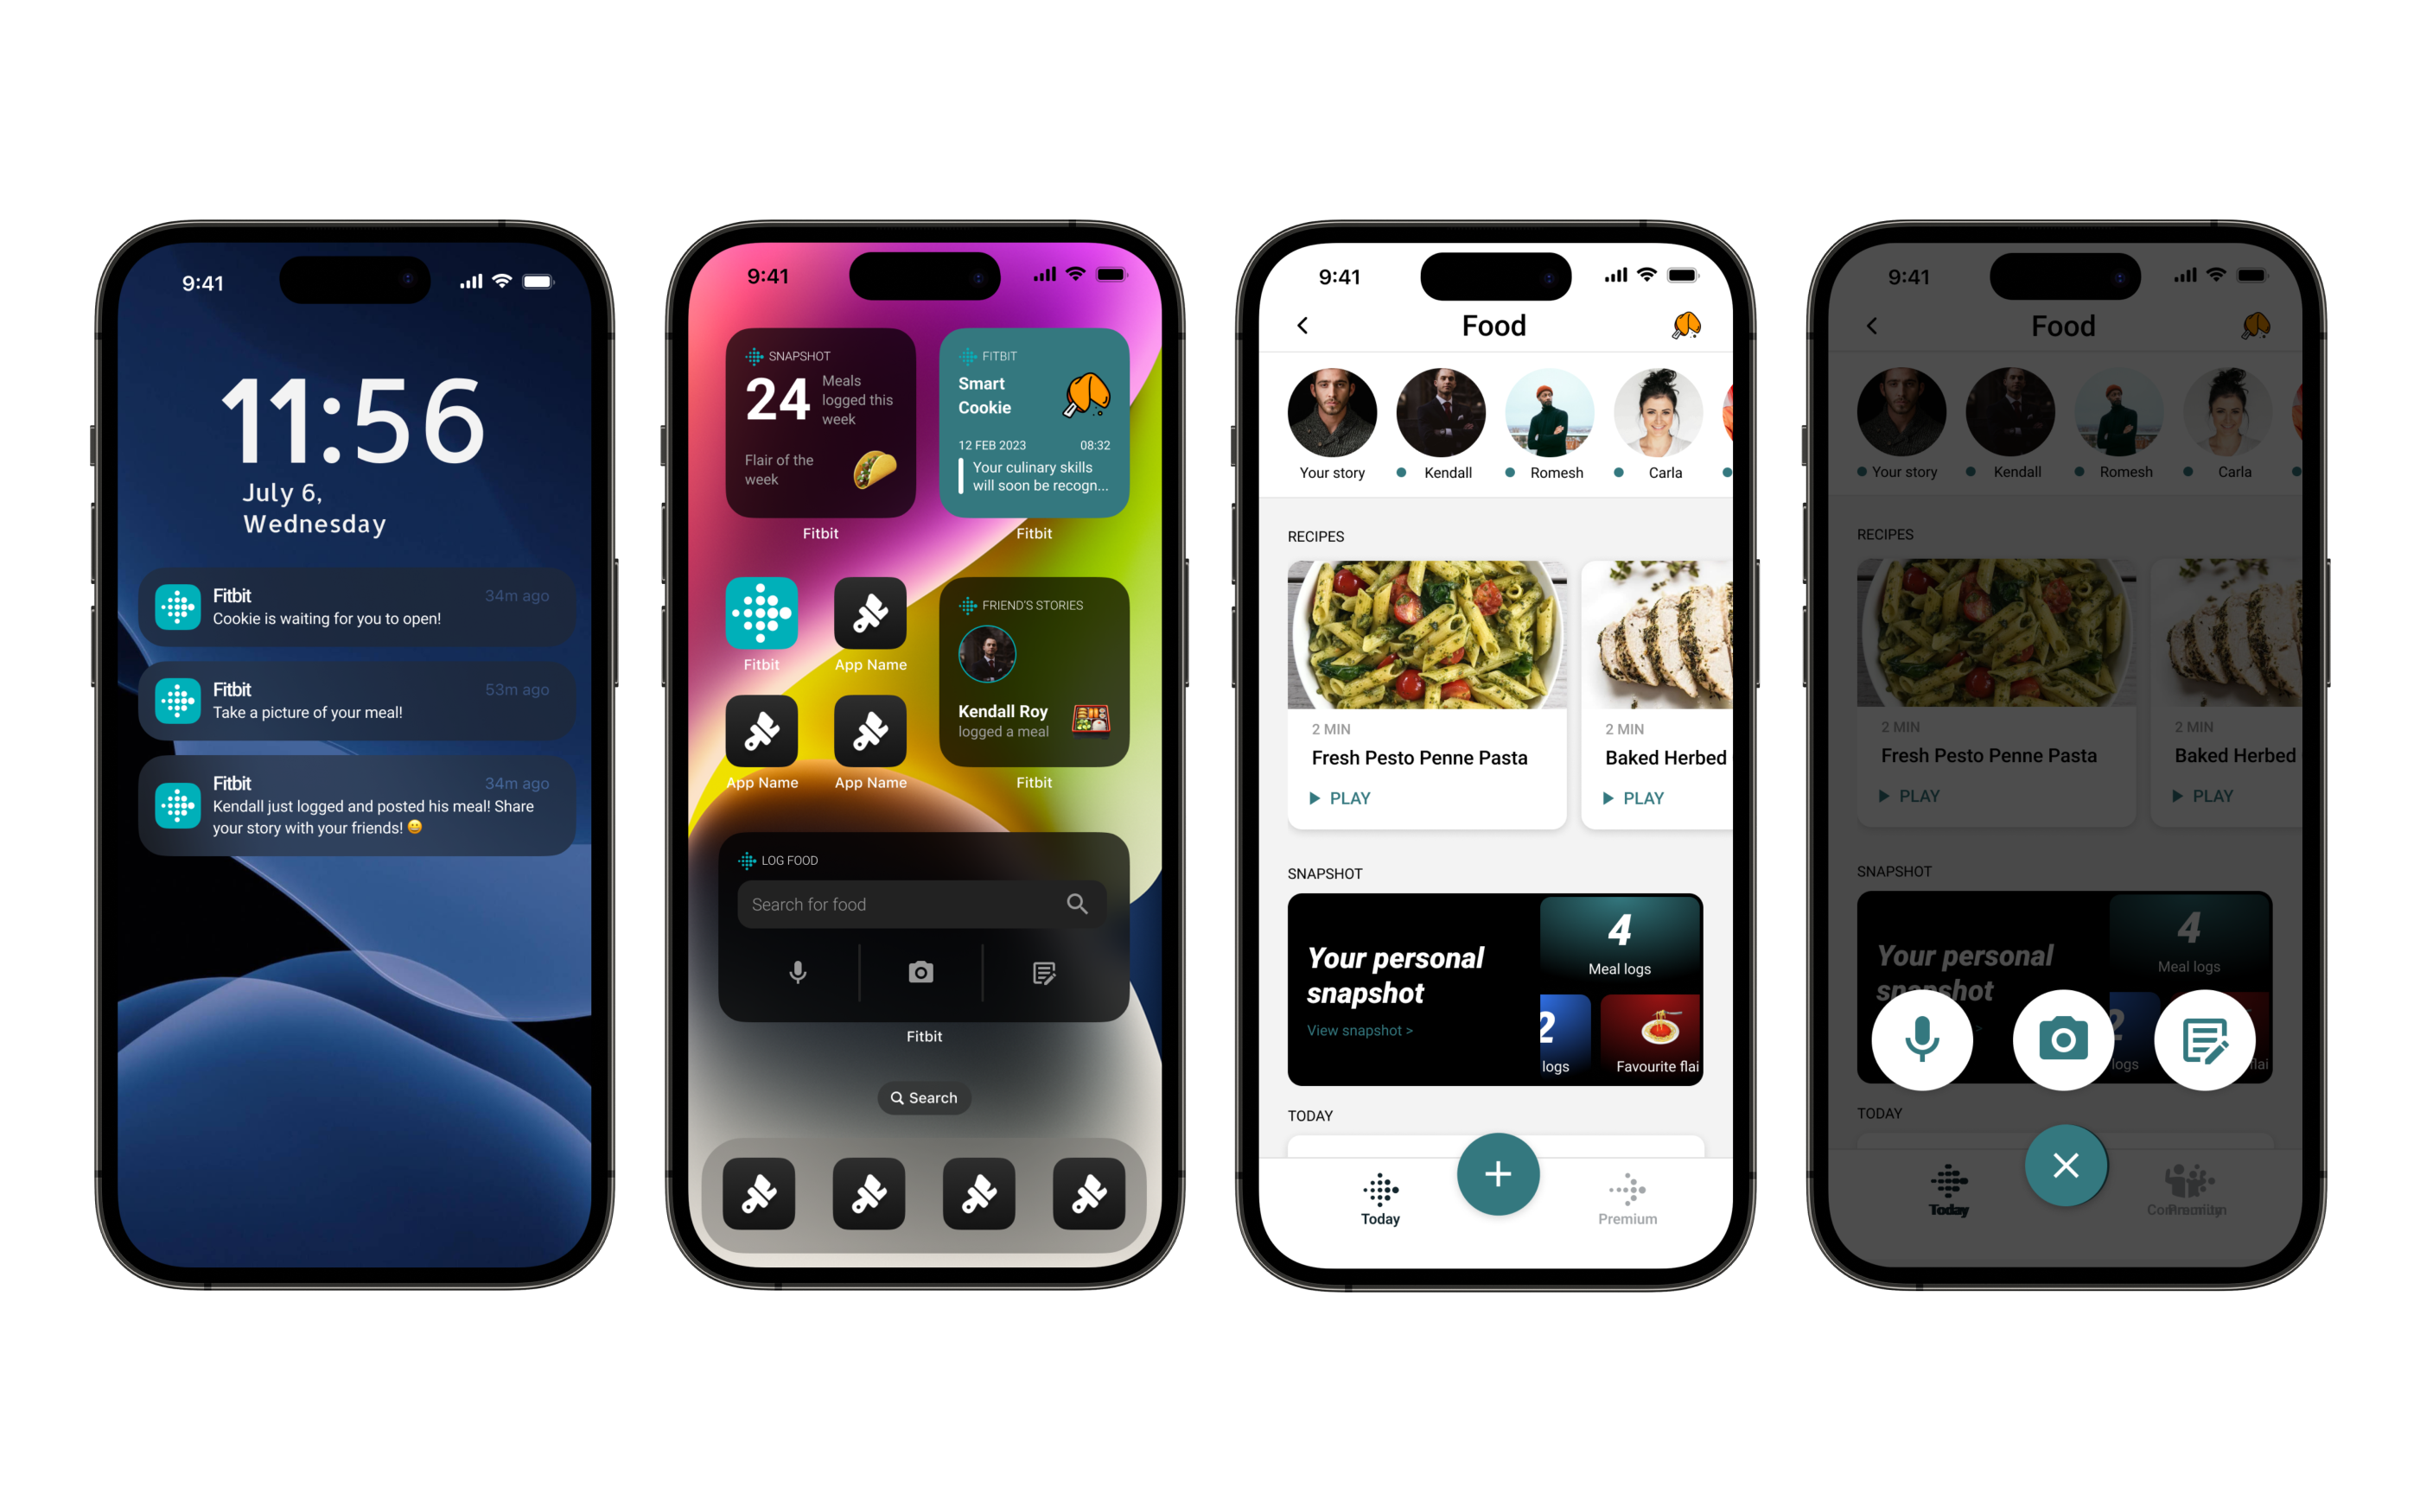 9:41
11:56
July 6,
Wednesday
Fitbit 34m ago
Cookie is waiting for you to open!
Fitbit 53m ago
Take a picture of your meal!
Fitbit 34m ago
Kendall just logged and posted his meal! Share
your story with your friends! 😀
9:41
SNAPSHOT
24
Meals
logged this
week
Flair of the
week
Fitbit
FITBIT
Smart
Cookie
12 FEB 2023 08:32
Your culinary skills
will soon be recogn...
Fitbit
Fitbit
App Name
App Name
App Name
FRIEND'S STORIES
Kendall Roy
logged a meal
Fitbit
LOG FOOD
Search for food
Fitbit
Search
9:41
Food
Your story
Kendall
Romesh
Carla
RECIPES
2 MIN
Fresh Pesto Penne Pasta
PLAY
2 MIN
Baked Herbed
PLAY
SNAPSHOT
Your personal
snapshot
View snapshot >
4
Meal logs
2
logs
Favourite flai
TODAY
Today
Premium
9:41
Food
Your story
Kendall
Romesh
Carla
RECIPES
2 MIN
Fresh Pesto Penne Pasta
PLAY
2 MIN
Baked Herbed
PLAY
SNAPSHOT
Your personal
snapshot
>
4
Meal logs
2
logs
lai
TODAY
Today